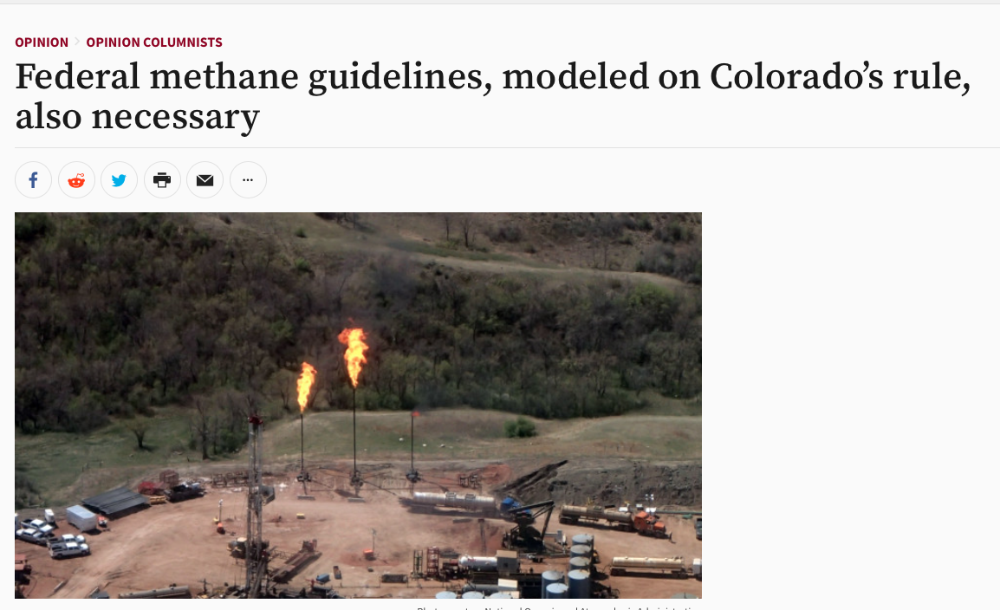 OPINION > OPINION COLUMNISTS
Federal methane guidelines, modeled on Colorado’s rule,
also necessary